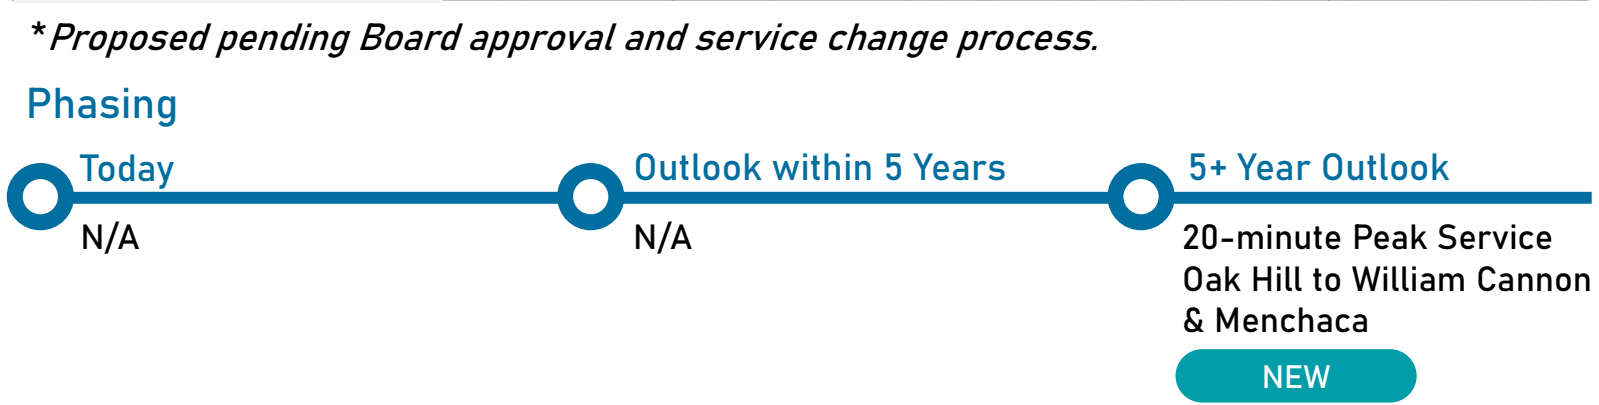 *Proposed pending Board approval and service change process.
Phasing
Today
Outlook within 5 Years
5+ Year Outlook
N/A
N/A
20-minute Peak Service
Oak Hill to William Cannon
& Menchaca
NEW